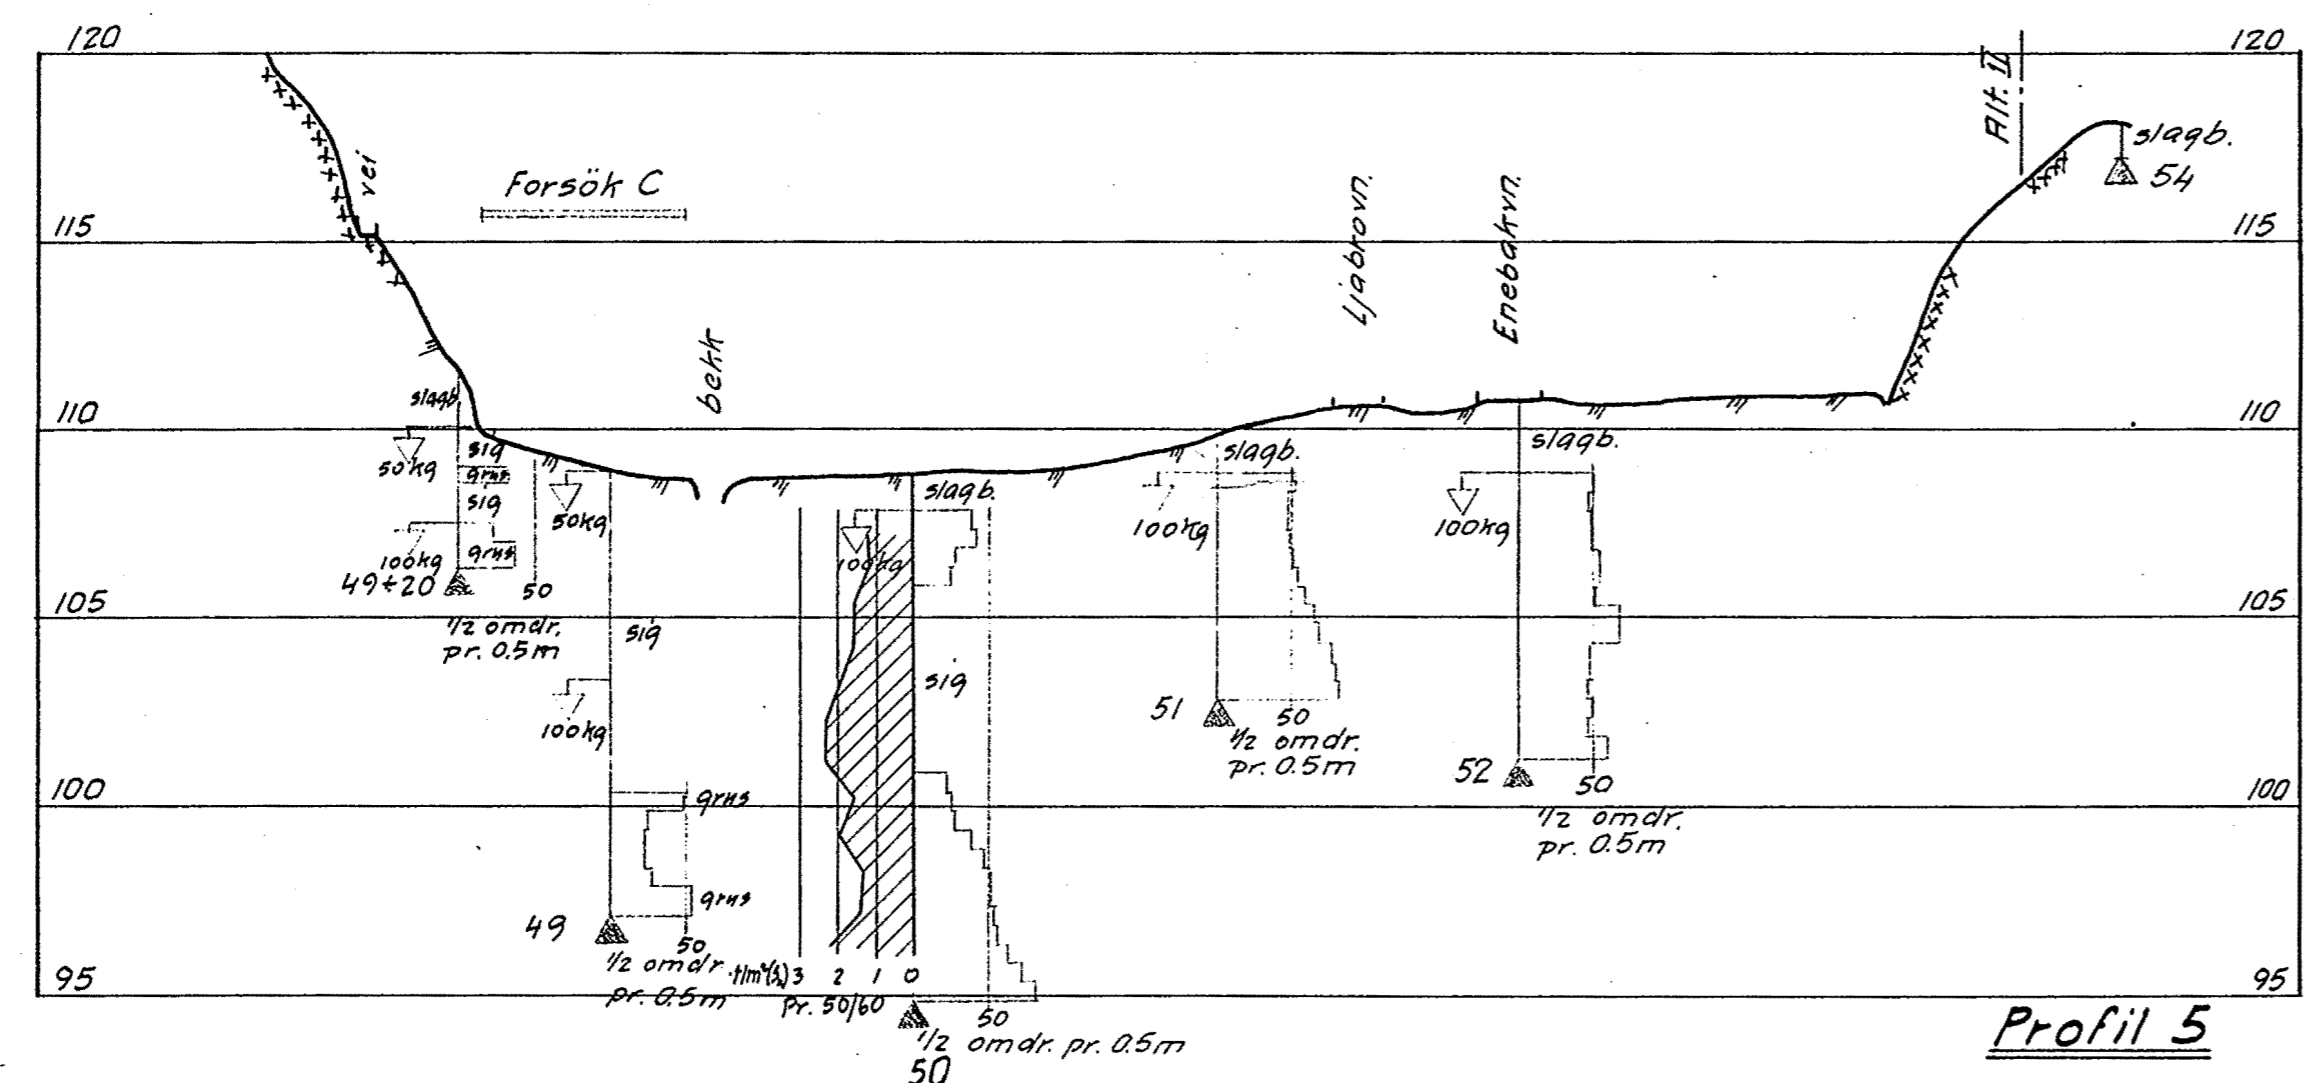 120
120
Alt. II
vei
slagb.
54
Forsök C
115
115
Ljabrovn.
Enebakvn.
bekk
slagb.
110
110
50kg
sig
grus
sig
100kg
grus
49÷20
50
1/2 omdr.
pr. 0.5m
50kg
slagb.
100kg
slagb.
100kg
slagb.
100kg
105
105
sig
sig
100kg
51
50
1/2 omdr.
pr. 0.5m
52
50
1/2 omdr.
pr. 0.5m
100
100
grus
grus
49
50
1/2 omdr.
pr. 0.5m
3 2 1 0
Pr. 50/60
95
95
50
1/2 omdr. pr. 0.5m
50
Profil 5